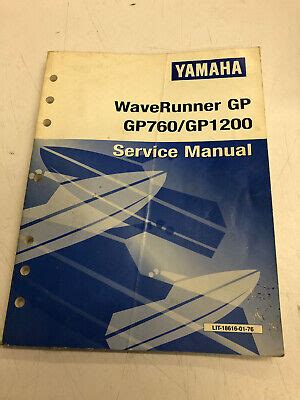 YAMAHA
WaveRunner GP
GP760/GP1200
Service Manual
LIT-18616-01-76